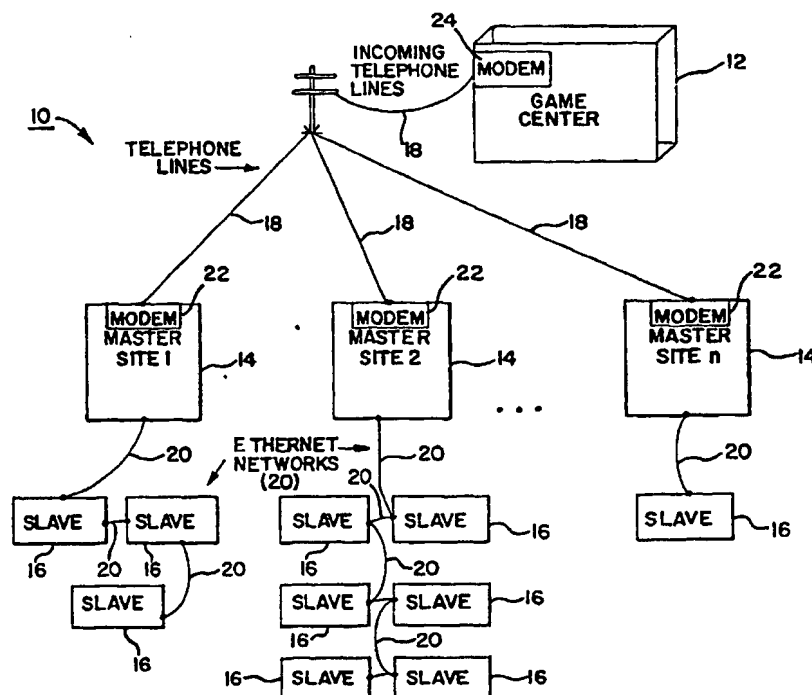 24
INCOMING
TELEPHONE
LINES
MODEM
12
GAME
CENTER
18
10
TELEPHONE
LINES
18
18
18
22
22
22
MODEM
MASTER
SITE 1
14
MODEM
MASTER
SITE 2
14
...
MODEM
MASTER
SITE n
14
20
ETHERNET
NETWORKS
(20)
20
20
SLAVE
SLAVE
20
SLAVE
SLAVE
SLAVE
16
20
16
20
16
16
16
20
SLAVE
SLAVE
SLAVE
16
16
16
20
16
SLAVE
SLAVE
16